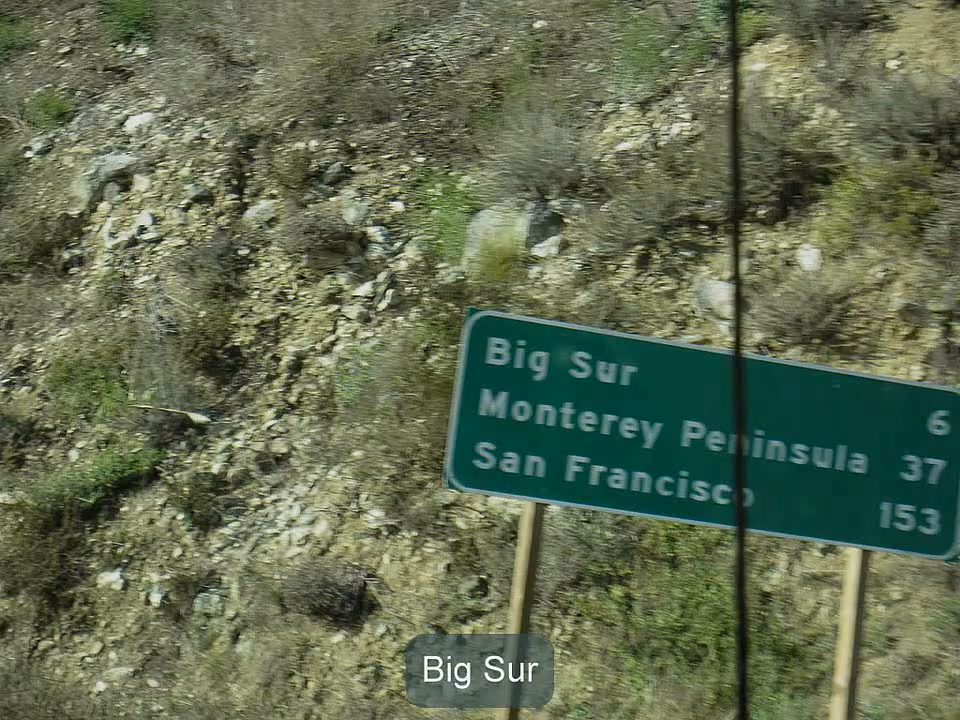 Big Sur 6
Monterey Peninsula 37
San Francisco 153
Big Sur